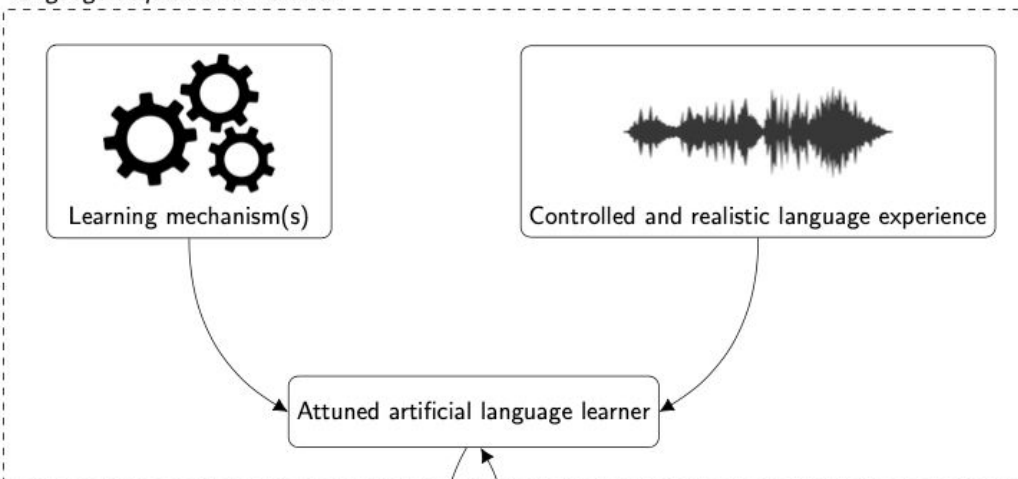 Learning mechanism(s)
Controlled and realistic language experience
Attuned artificial language learner